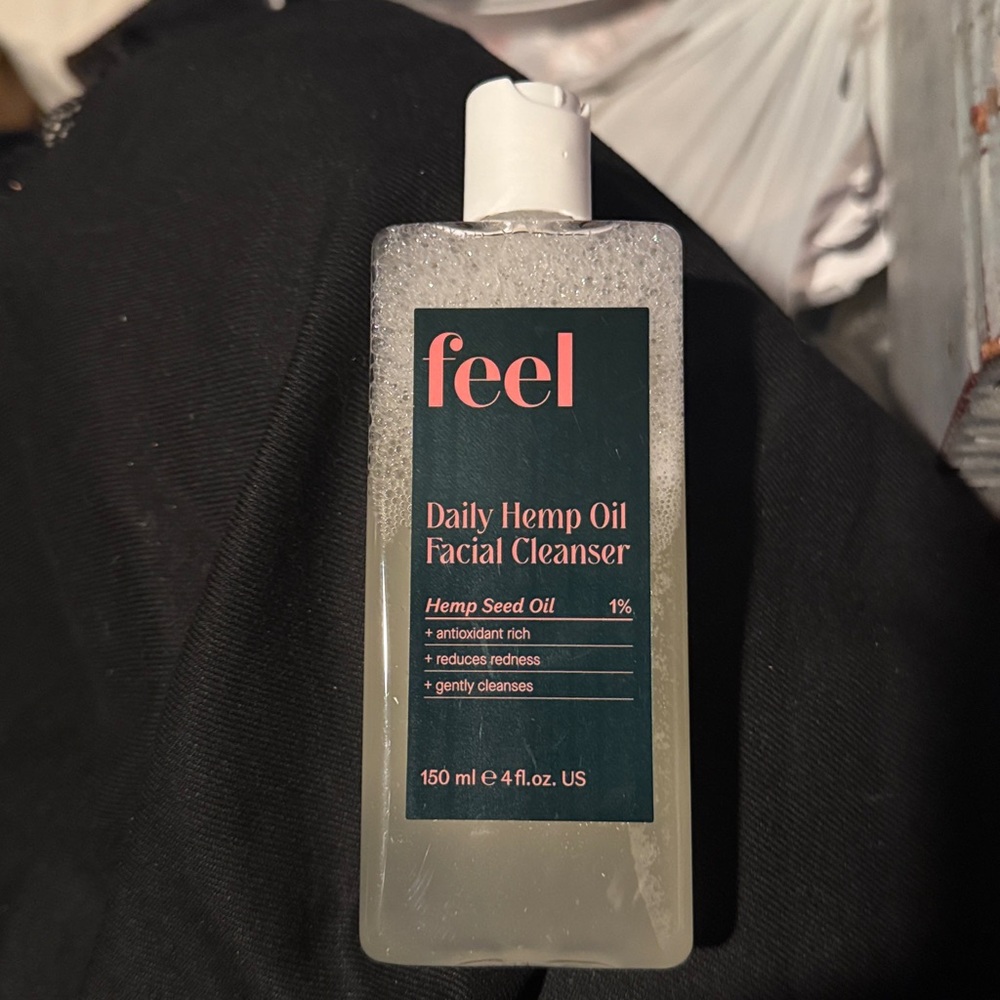 feel
Daily Hemp Oil
Facial Cleanser
Hemp Seed Oil 1%
+ antioxidant rich
+ reduces redness
+ gently cleanses
150 ml ℮ 4 fl.oz. US